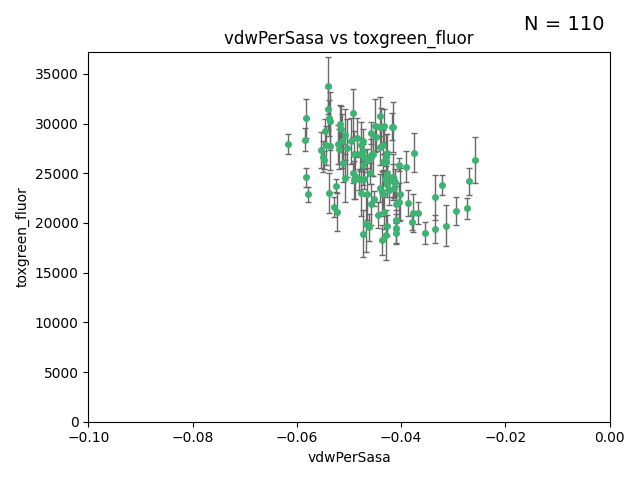 N = 110
vdwPerSasa vs toxgreen_fluor
35000
30000
25000
20000
15000
10000
5000
0
toxgreen_fluor
−0.10 −0.08 −0.06 −0.04 −0.02 0.00
vdwPerSasa